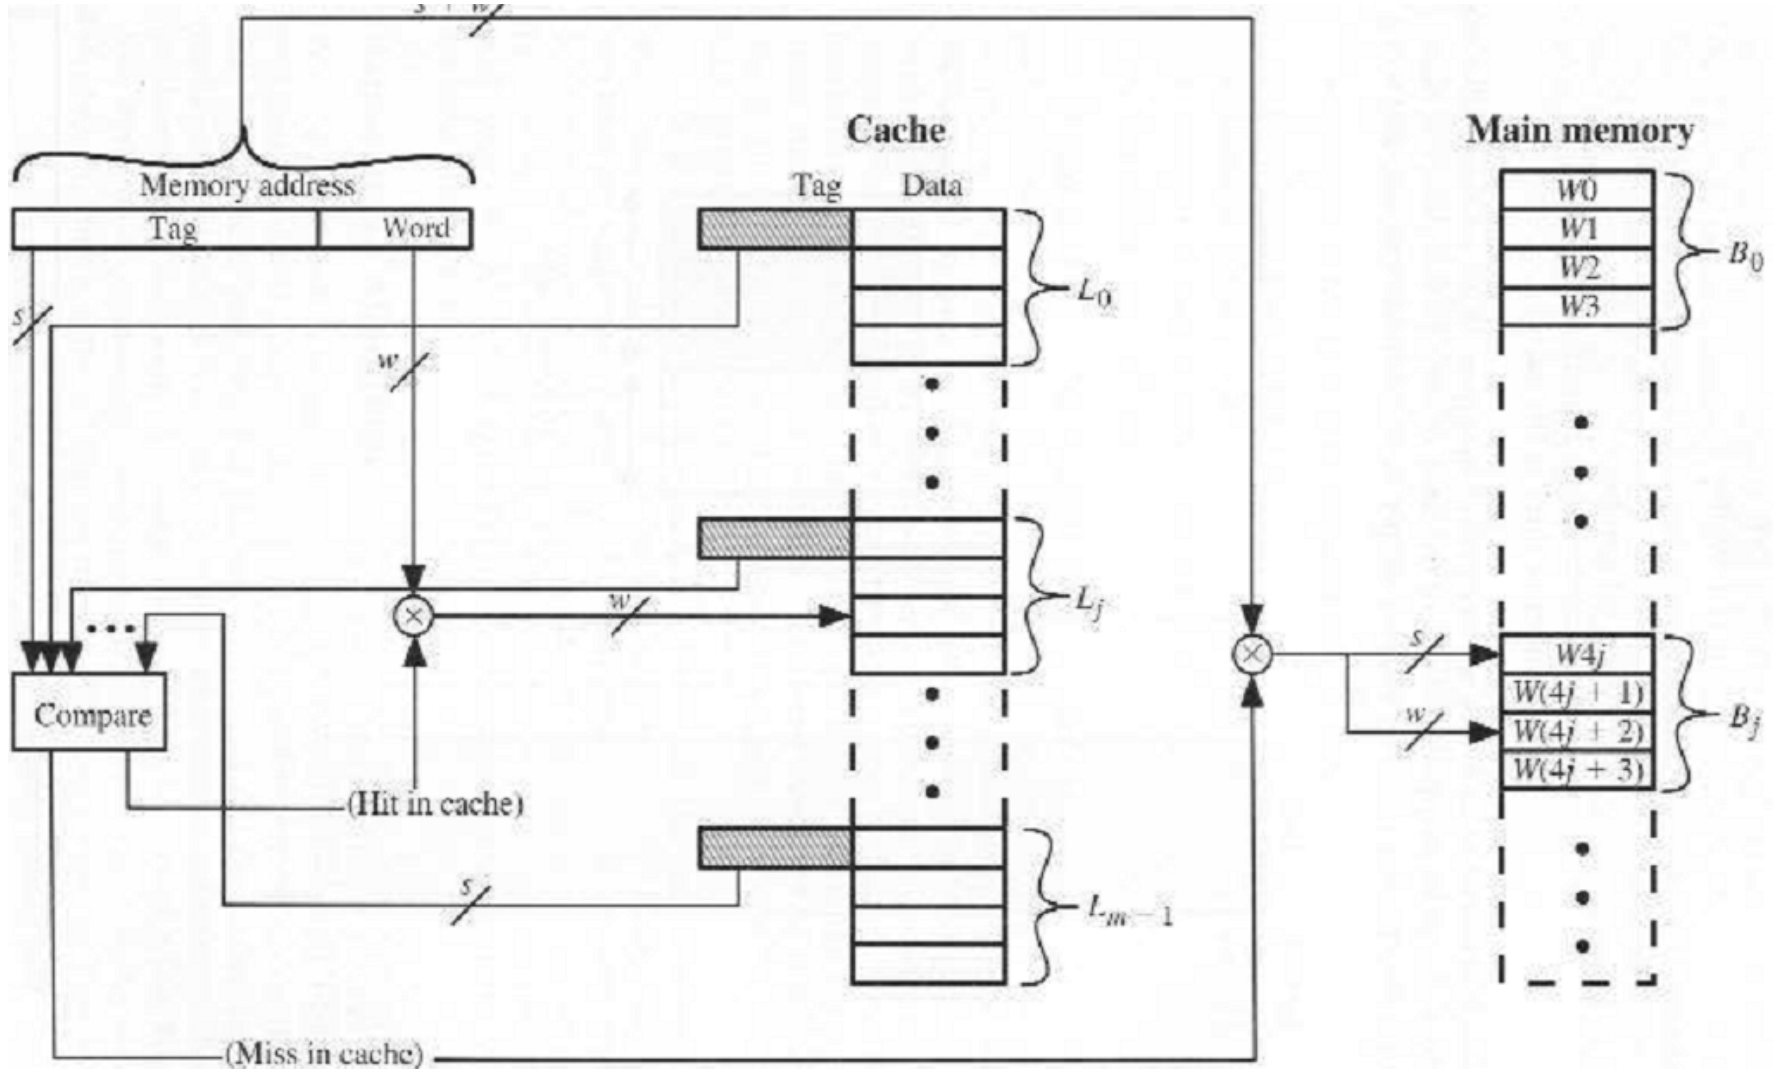 s + w
Cache
Main memory
Memory address
Tag Data
Tag Word
W0
W1
W2
W3
B0
L0
s
w
w
Lj
s
w
W4j
W(4j + 1)
W(4j + 2)
W(4j + 3)
Bj
Compare
(Hit in cache)
s
Lm – 1
(Miss in cache)